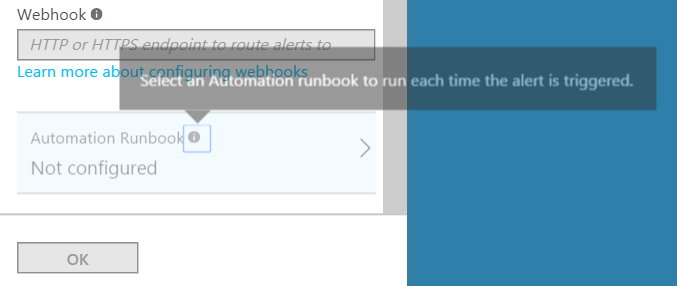 Webhook
HTTP or HTTPS endpoint to route alerts to
Learn more about configuring webhooks
Select an Automation runbook to run each time the alert is triggered.
Automation Runbook
Not configured
OK